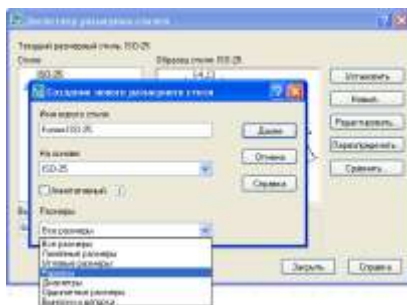 Диспетчер размерных стилей
Текущий размерный стиль: ISO-25
Стили:
Образец стиля: ISO-25
ISO-25
Установить
Новый...
Редактировать...
Переопределить...
Сравнить...
Создание нового размерного стиля
Имя нового стиля:
Копия ISO-25
Далее
На основе:
Отмена
ISO-25
Справка
Аннотативный
Размеры:
Все размеры
Все размеры
Линейные размеры
Угловые размеры
Радиусы
Диаметры
Ординатные размеры
Выноски и допуски
Закрыть
Справка